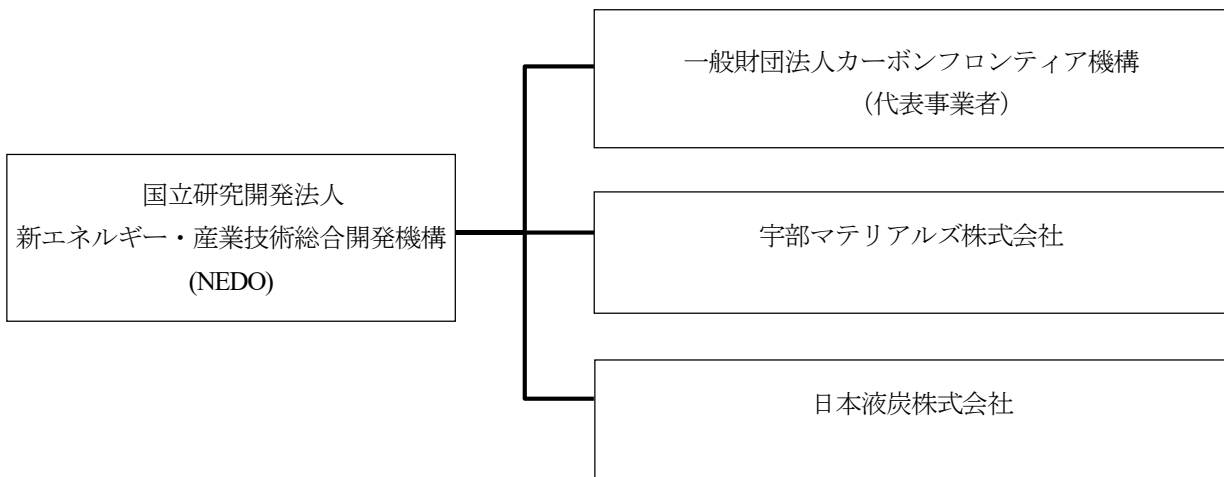 一般財団法人カーボンフロンティア機構
（代表事業者）
国立研究開発法人
新エネルギー・産業技術総合開発機構
(NEDO)
宇部マテリアルズ株式会社
日本液炭株式会社